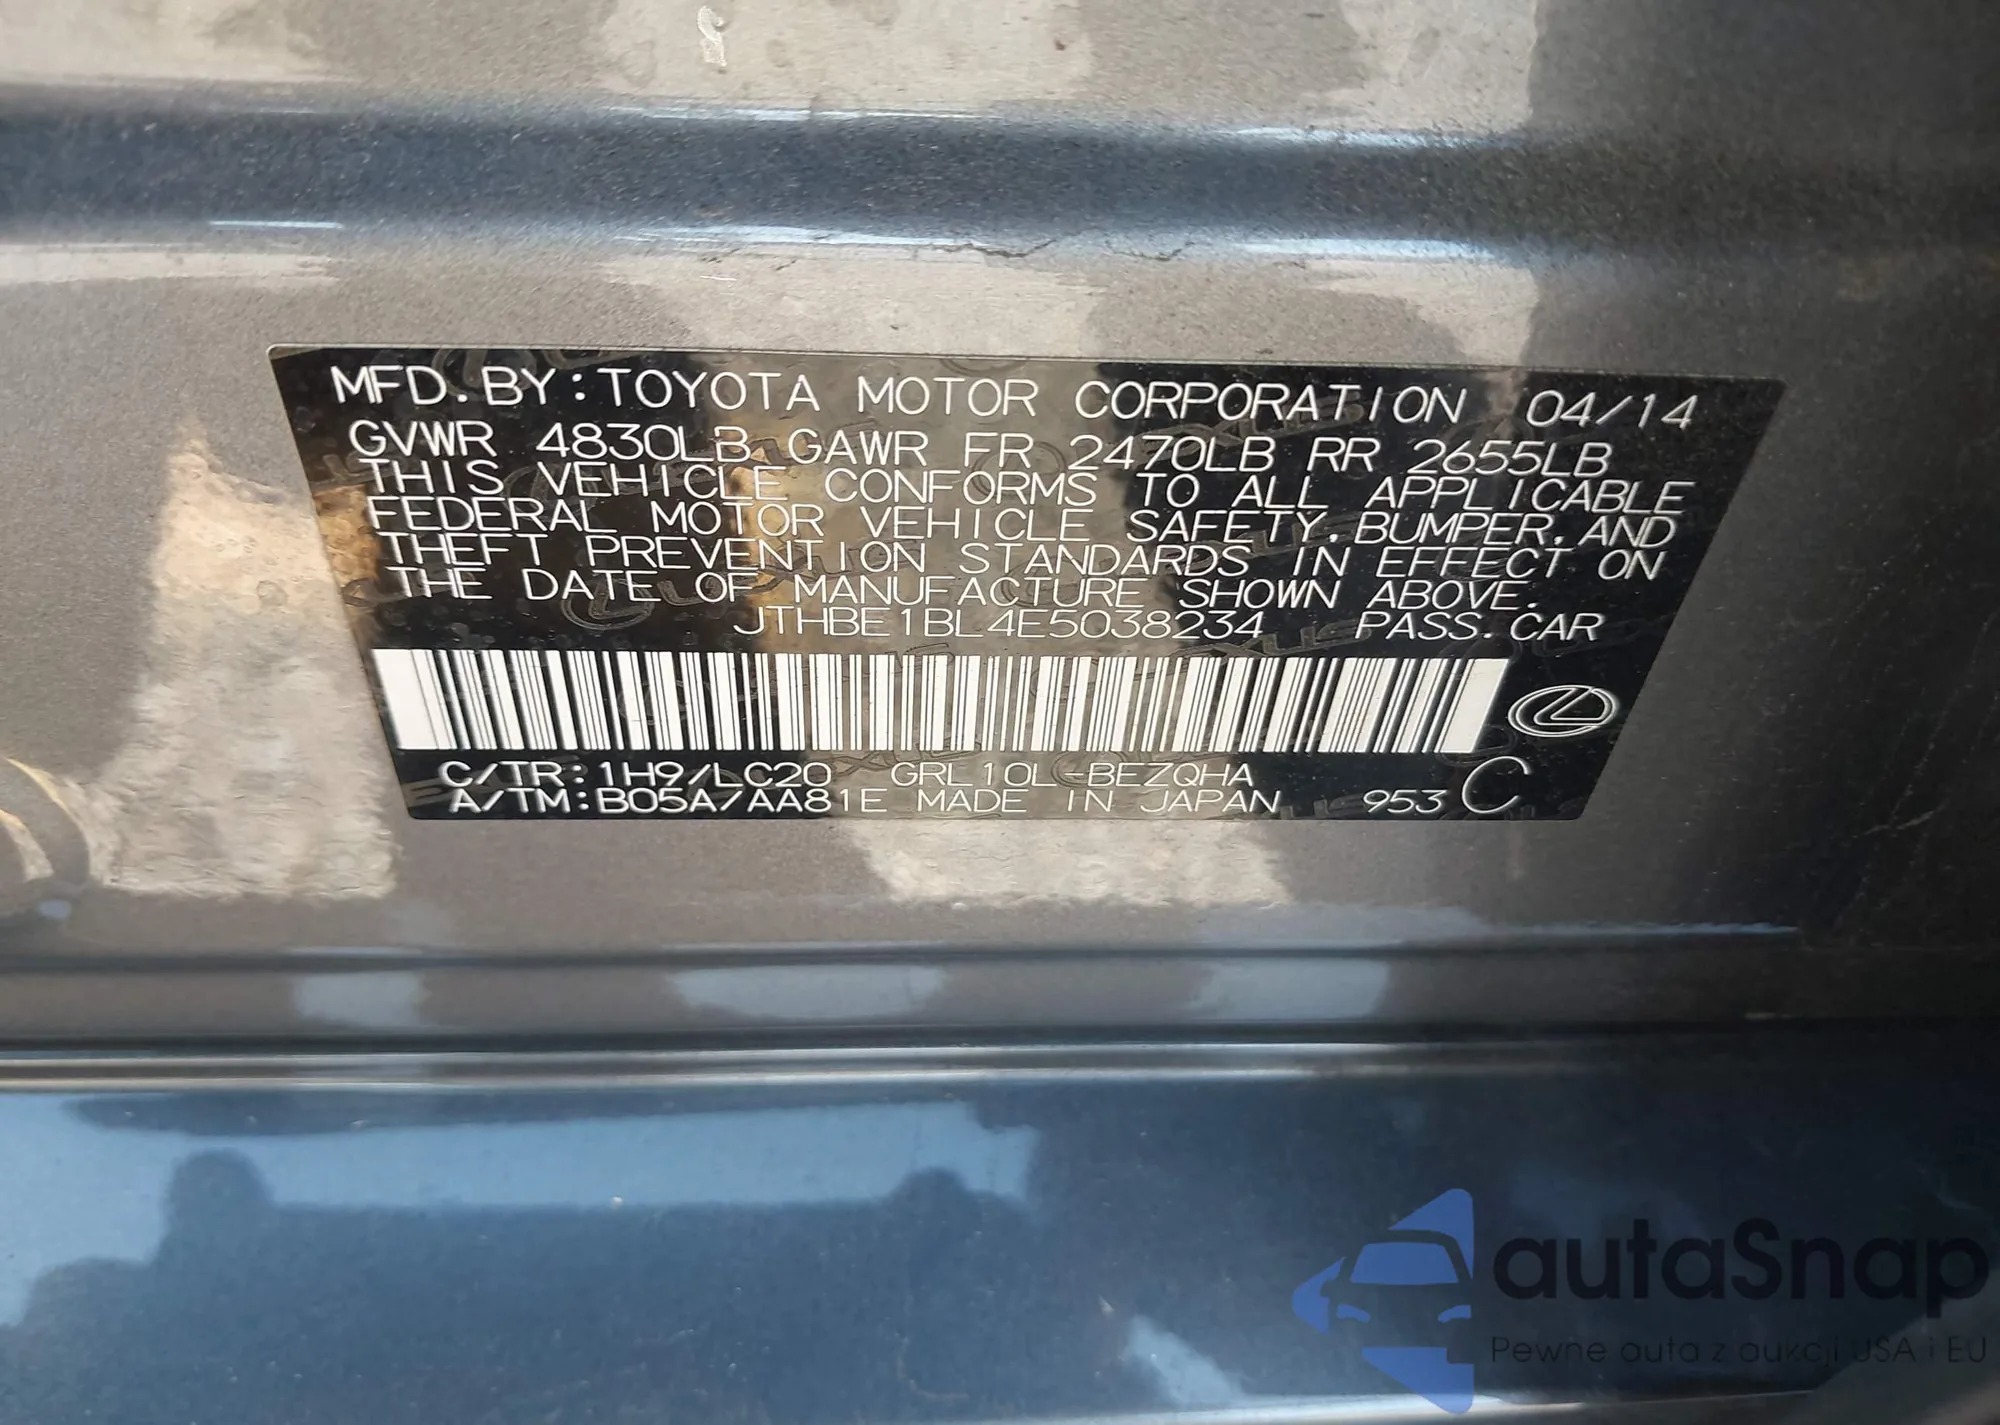 MFD. BY: TOYOTA MOTOR CORPORATION 04/14
GVWR 4830LB GAWR FR 2470LB RR 2655LB
THIS VEHICLE CONFORMS TO ALL APPLICABLE
FEDERAL MOTOR VEHICLE SAFETY, BUMPER, AND
THEFT PREVENTION STANDARDS IN EFFECT ON
THE DATE OF MANUFACTURE SHOWN ABOVE.
JTHBE1BL4E5038234 PASS. CAR
C/TR: 1H9/LC20 GRL10L-BEZQHA
A/TM: B05A/AA81E MADE IN JAPAN 953 C
autaSnap
Pewne auta z aukcji USA i EU